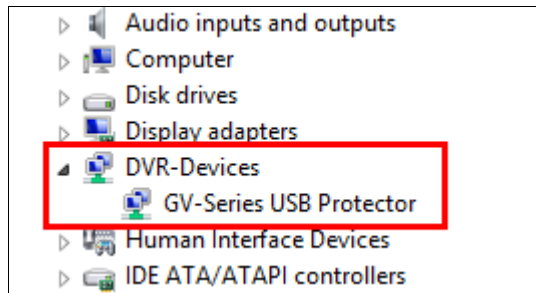 Audio inputs and outputs
Computer
Disk drives
Display adapters
DVR-Devices
GV-Series USB Protector
Human Interface Devices
IDE ATA/ATAPI controllers